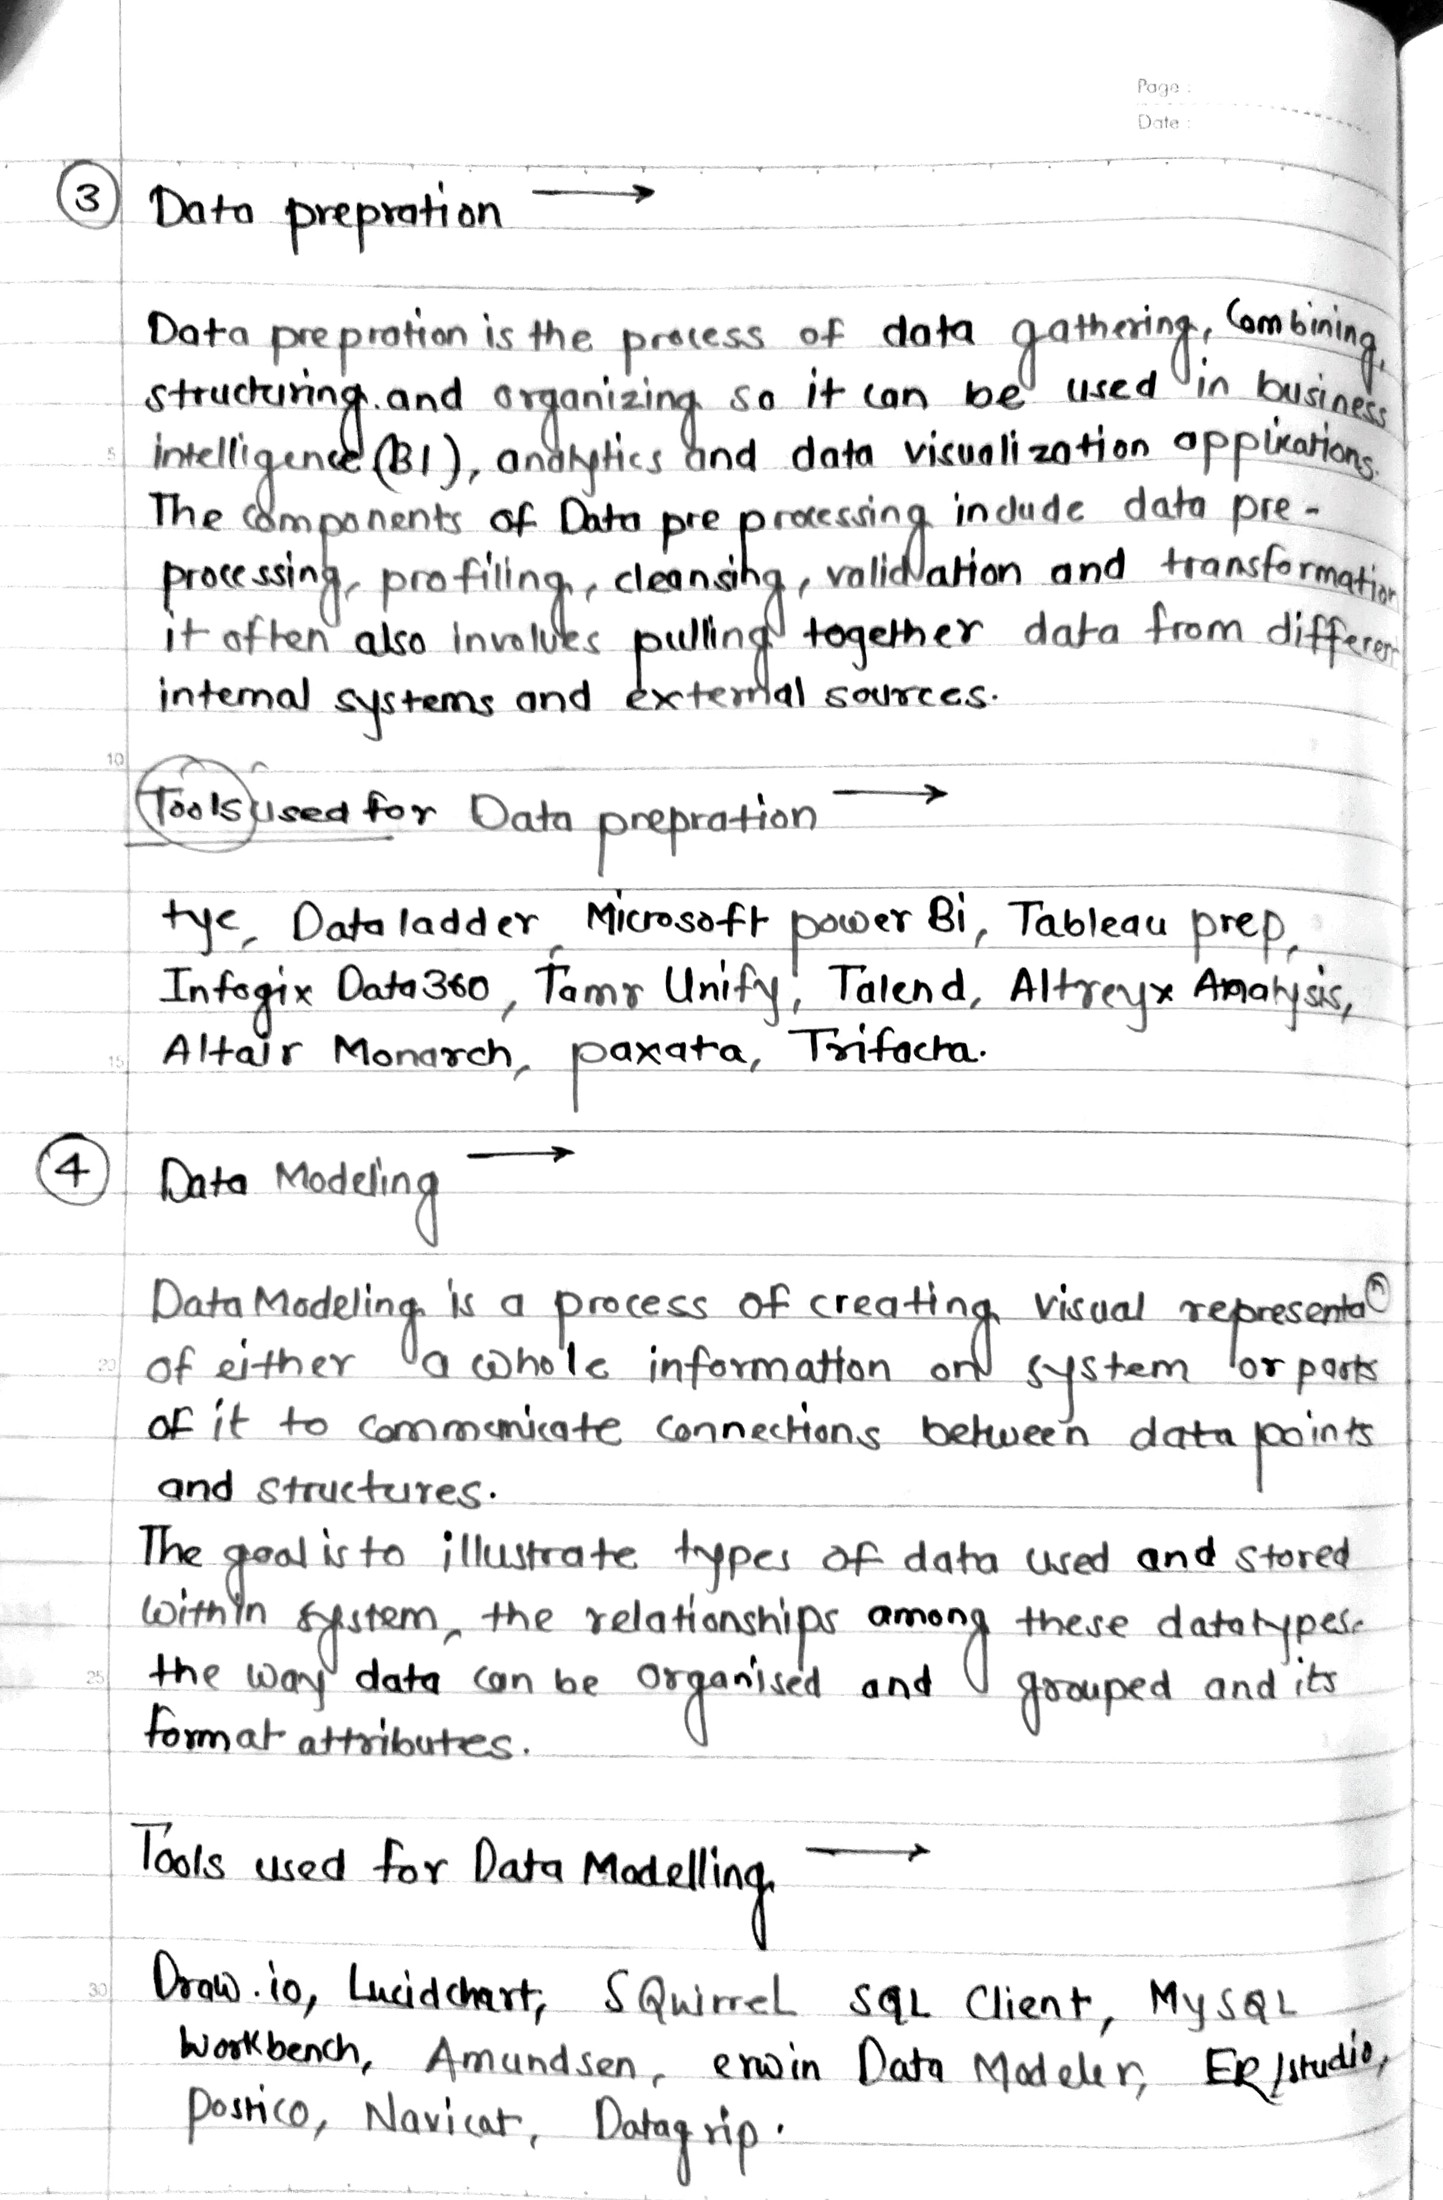 Page :
Date :
3 Data prepration →
Data prepration is the process of data gathering, Combining,
structuring and organizing so it can be used in business
5 intelligence (BI), analytics and data visualization applications.
The components of Data pre processing include data pre-
processing, profiling, cleansing, validation and transformation
it often also involves pulling together data from different
internal systems and external sources.
10
Tools used for Data prepration →
tye, Data ladder, Microsoft power Bi, Tableau prep,
Infogix Data360, Tamr Unify, Talend, Altreyx Analysis,
15 Altair Monarch, paxata, Trifacta.
4 Data Modeling →
Data Modeling is a process of creating visual representa n
20 of either a whole information on system or parts
of it to communicate connections between data points
and structures.
The goal is to illustrate types of data used and stored
within system, the relationships among these datatypes.
25 the way data can be organised and grouped and its
format attributes.
Tools used for Data Modelling →
30 Draw.io, Lucidchart, SQuirreL SQL Client, MySQL
Workbench, Amundsen, erwin Data Modeler, ER/studio,
Postico, Navicat, Datagrip.